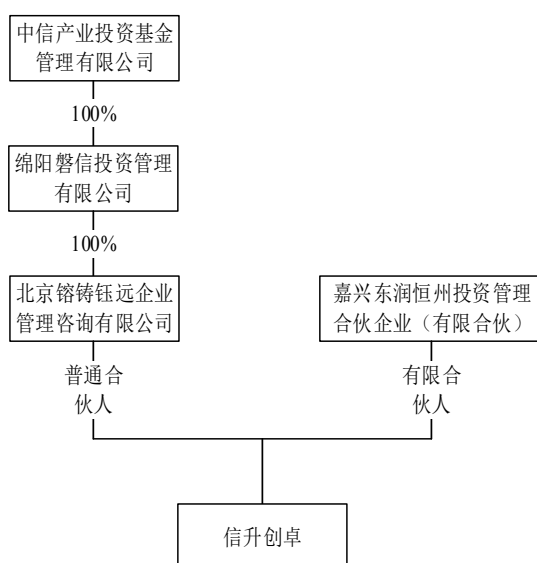 中信产业投资基金
管理有限公司
100%
绵阳磐信投资管理
有限公司
100%
北京镕铸钰远企业
管理咨询有限公司
嘉兴东润恒州投资管理
合伙企业（有限合伙）
普通合
伙人
有限合
伙人
信升创卓